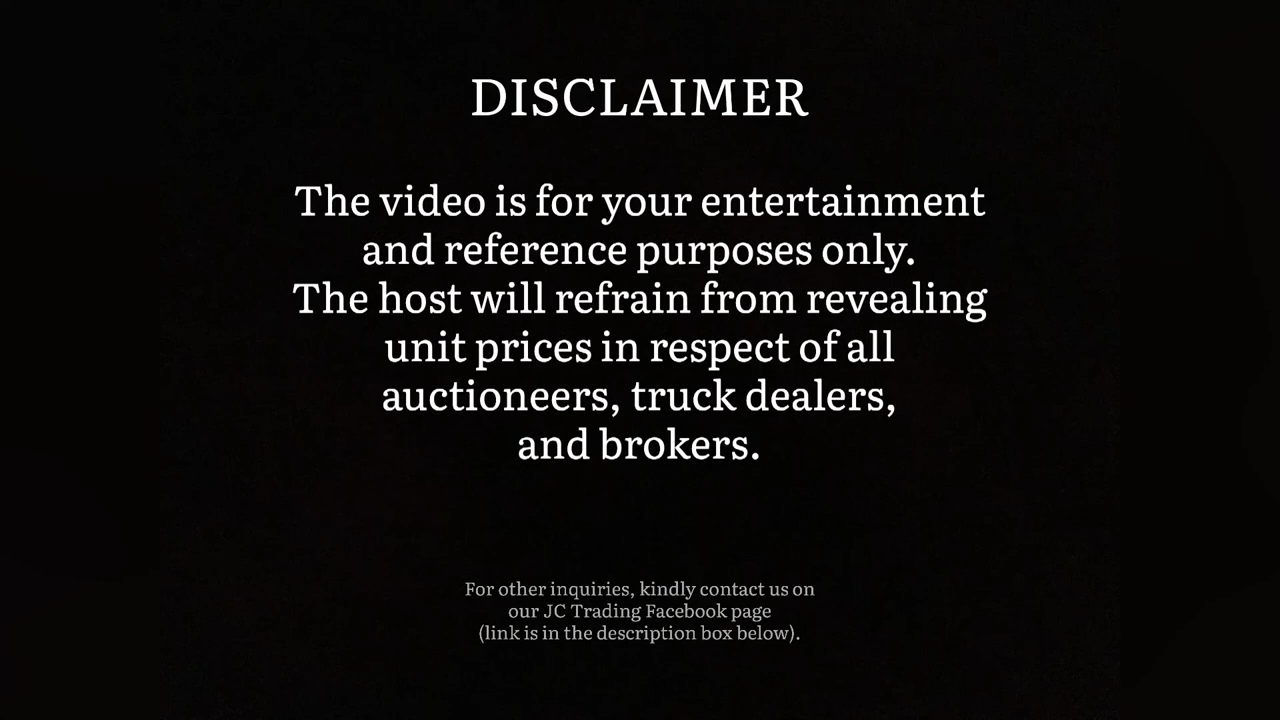 DISCLAIMER
The video is for your entertainment
and reference purposes only.
The host will refrain from revealing
unit prices in respect of all
auctioneers, truck dealers,
and brokers.
For other inquiries, kindly contact us on
our JC Trading Facebook page
(link is in the description box below).